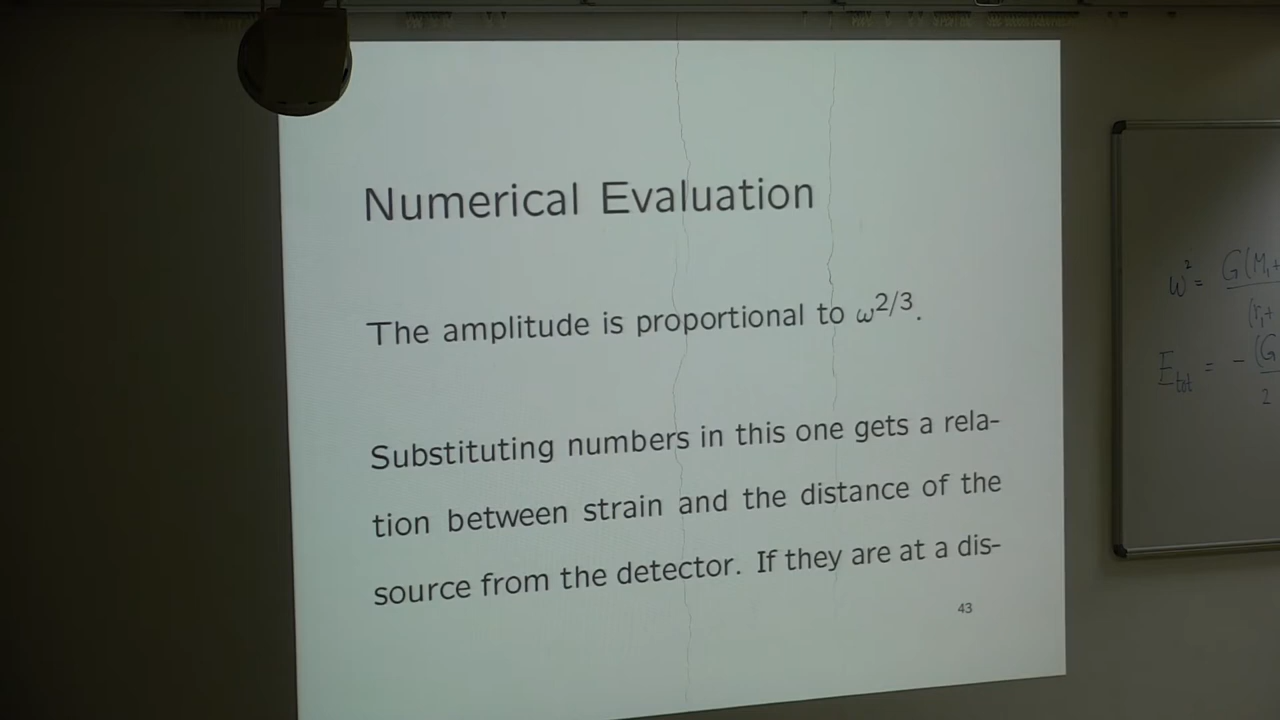 Numerical Evaluation
The amplitude is proportional to ω^{2/3}.
Substituting numbers in this one gets a rela-
tion between strain and the distance of the
source from the detector. If they are at a dis-
43
ω² = G(M₁+
(r₁+
E_tot = - (G
2